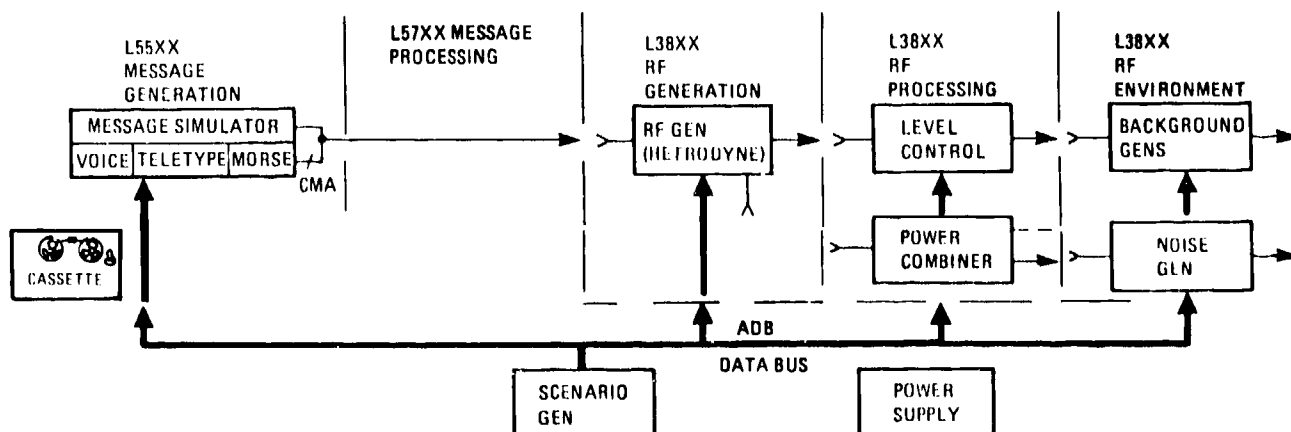 L55XX
MESSAGE
GENERATION
MESSAGE SIMULATOR
VOICE TELETYPE MORSE
CMA
CASSETTE
L57XX MESSAGE
PROCESSING
L38XX
RF
GENERATION
RF GEN
(HETRODYNE)
L38XX
RF
PROCESSING
LEVEL
CONTROL
POWER
COMBINER
L38XX
RF
ENVIRONMENT
BACKGROUND
GENS
NOISE
GEN
ADB
DATA BUS
SCENARIO
GEN
POWER
SUPPLY